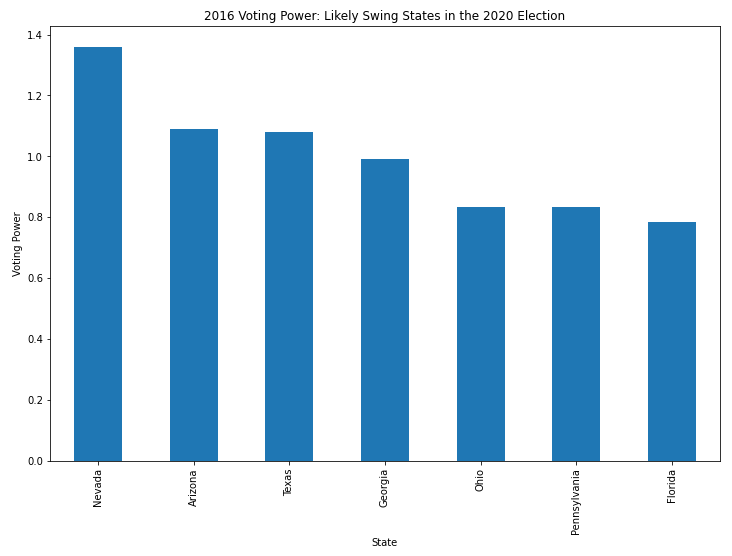 2016 Voting Power: Likely Swing States in the 2020 Election
1.4
1.2
1.0
0.8
0.6
0.4
0.2
0.0
Voting Power
Nevada
Arizona
Texas
Georgia
Ohio
Pennsylvania
Florida
State